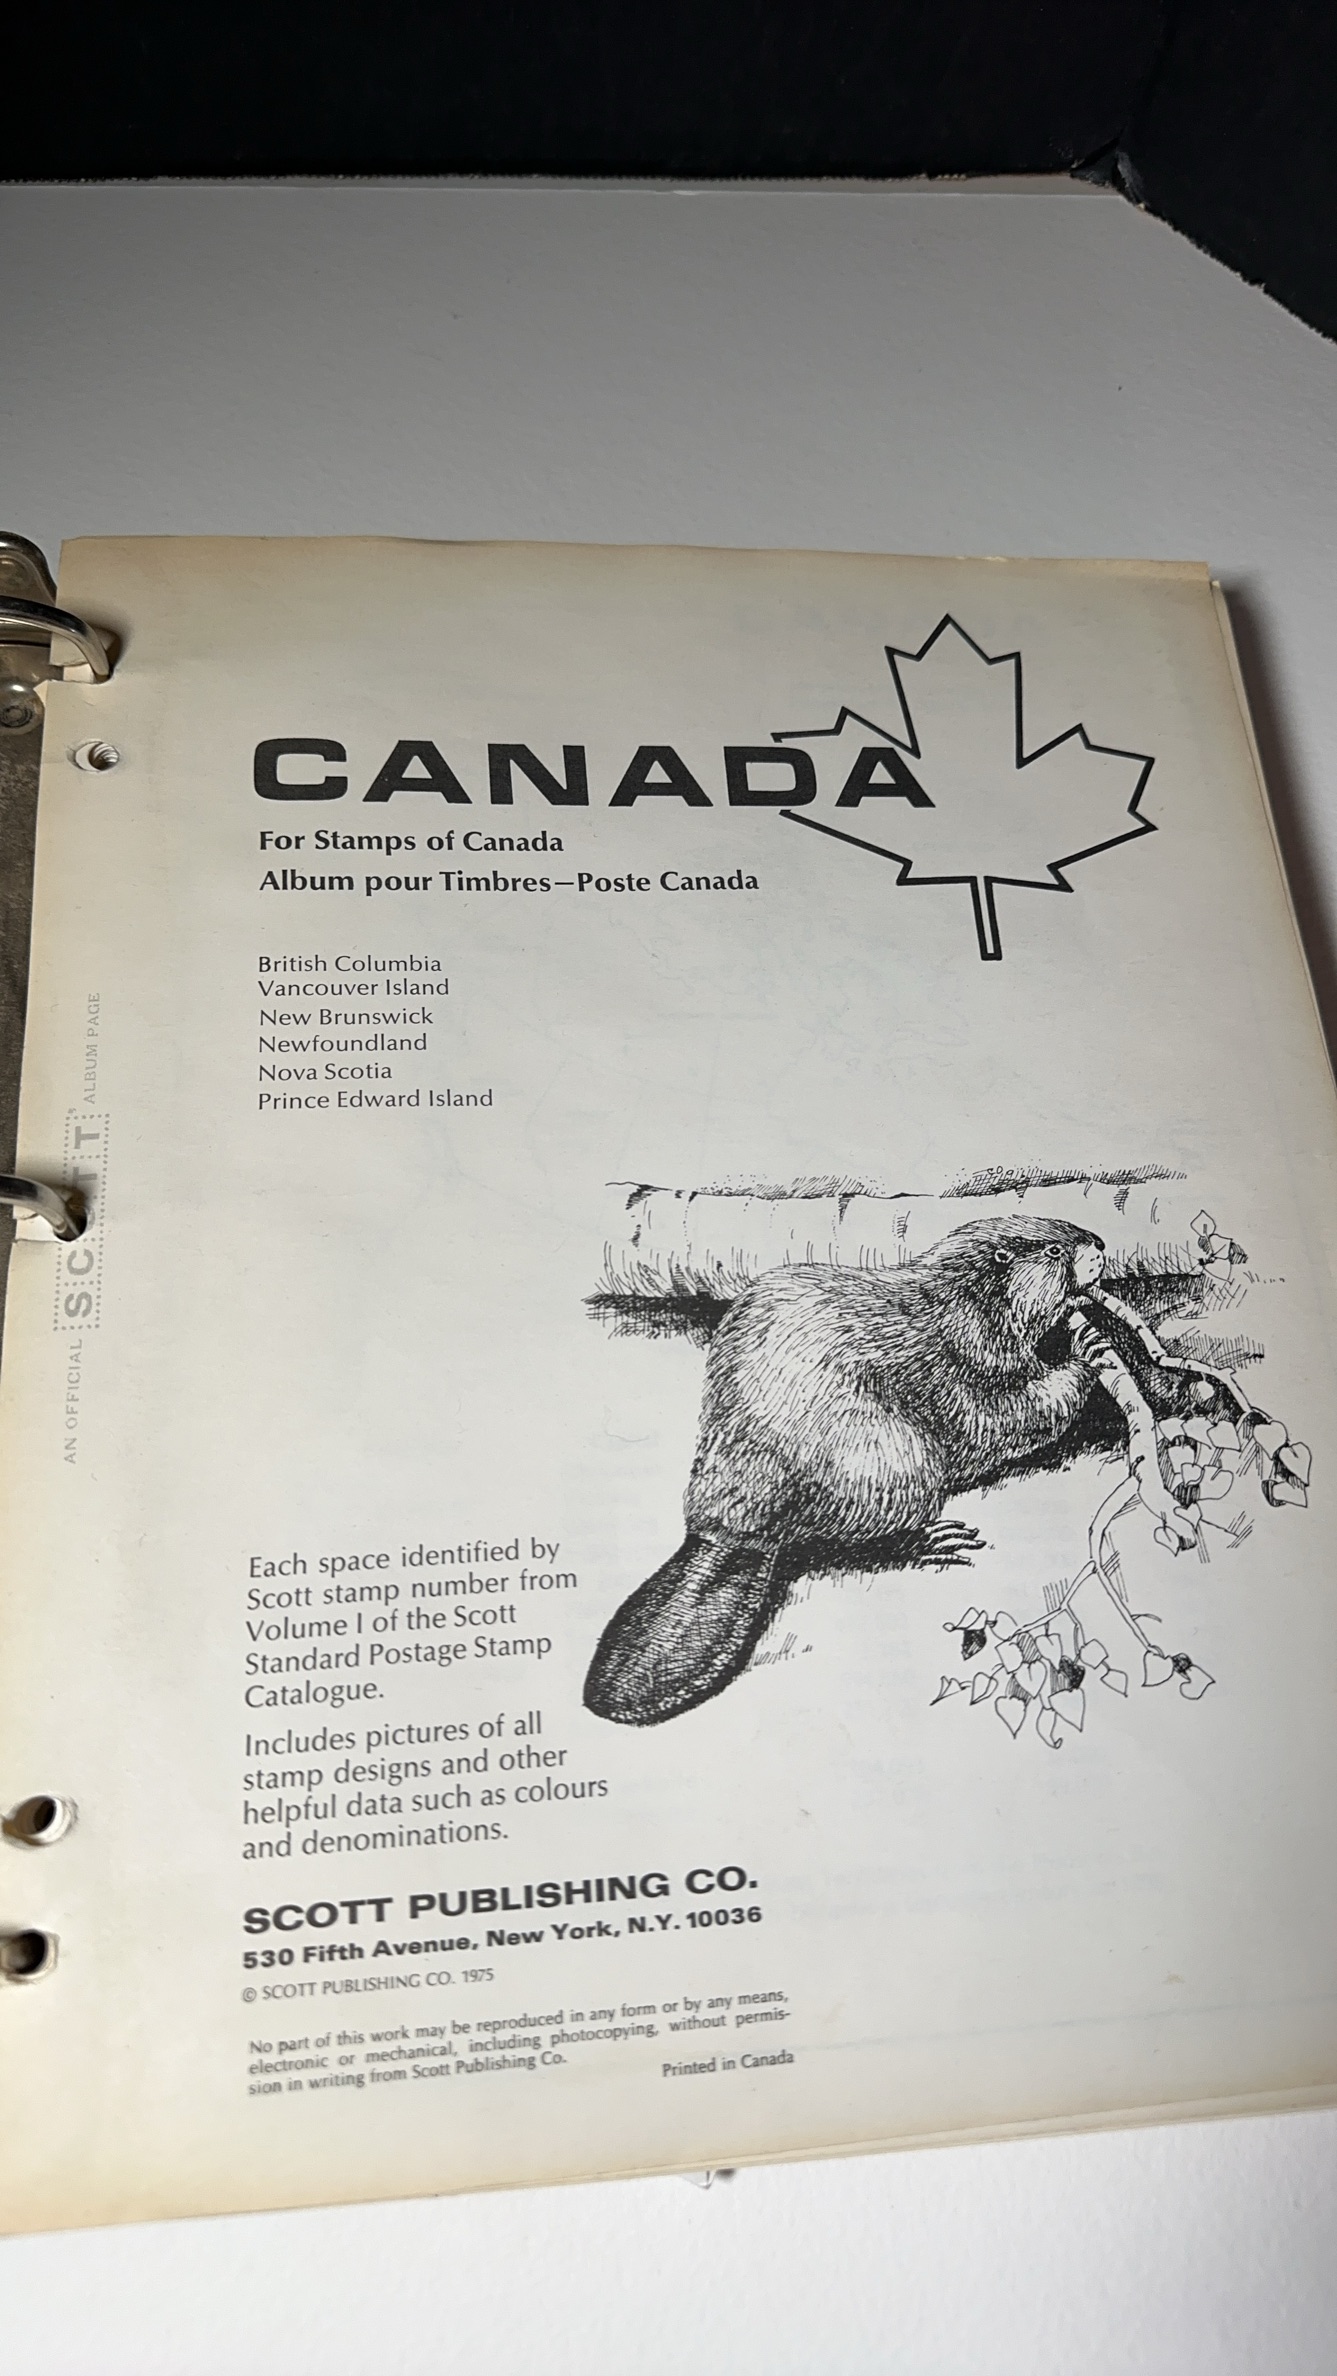 CANADA
For Stamps of Canada
Album pour Timbres—Poste Canada
British Columbia
Vancouver Island
New Brunswick
Newfoundland
Nova Scotia
Prince Edward Island
AN OFFICIAL SCOTT ALBUM PAGE
Each space identified by
Scott stamp number from
Volume I of the Scott
Standard Postage Stamp
Catalogue.
Includes pictures of all
stamp designs and other
helpful data such as colours
and denominations.
SCOTT PUBLISHING CO.
530 Fifth Avenue, New York, N.Y. 10036
© SCOTT PUBLISHING CO. 1975
No part of this work may be reproduced in any form or by any means,
electronic or mechanical, including photocopying, without permis-
sion in writing from Scott Publishing Co.
Printed in Canada